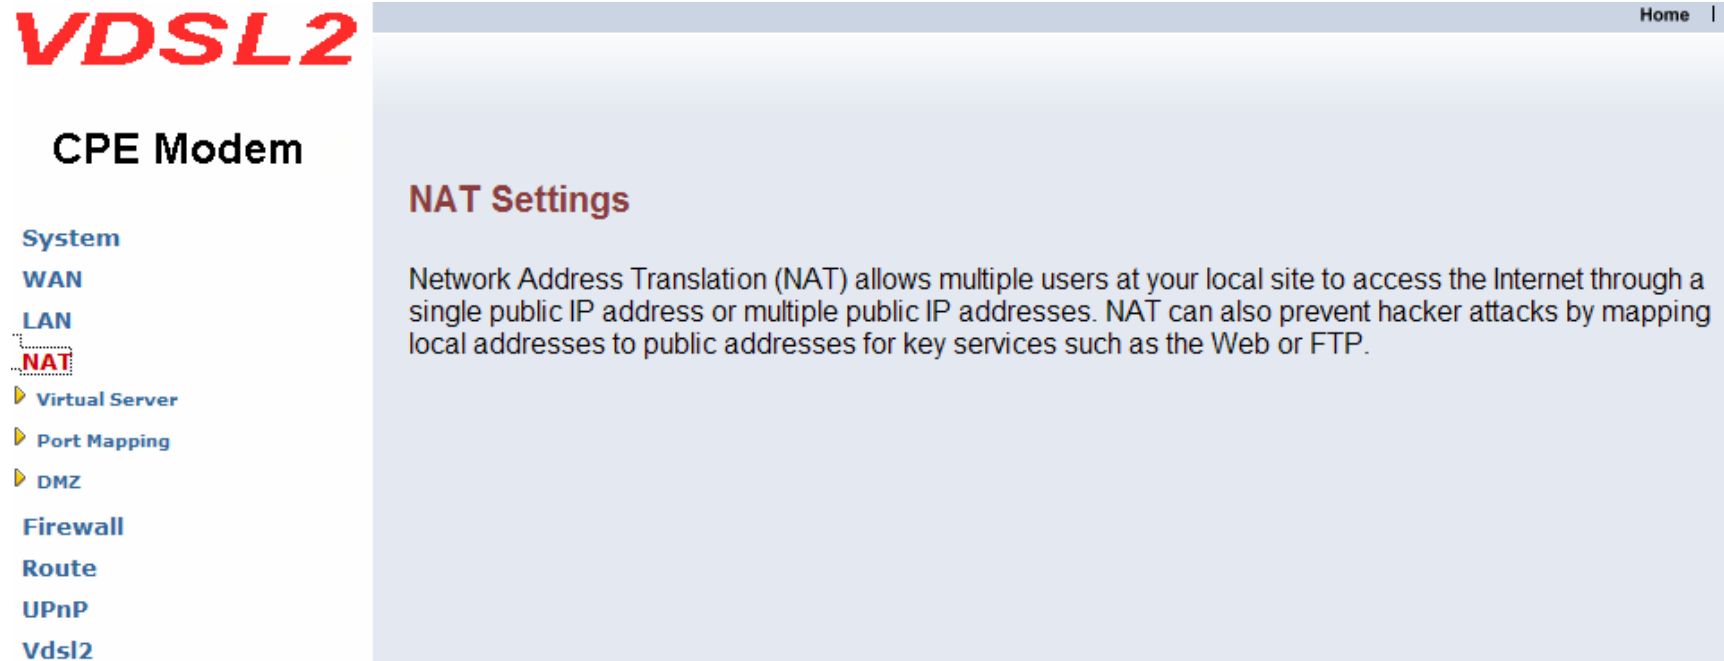 VDSL2
CPE Modem
System
WAN
LAN
NAT
Virtual Server
Port Mapping
DMZ
Firewall
Route
UPnP
Vdsl2
Home |
NAT Settings
Network Address Translation (NAT) allows multiple users at your local site to access the Internet through a
single public IP address or multiple public IP addresses. NAT can also prevent hacker attacks by mapping
local addresses to public addresses for key services such as the Web or FTP.